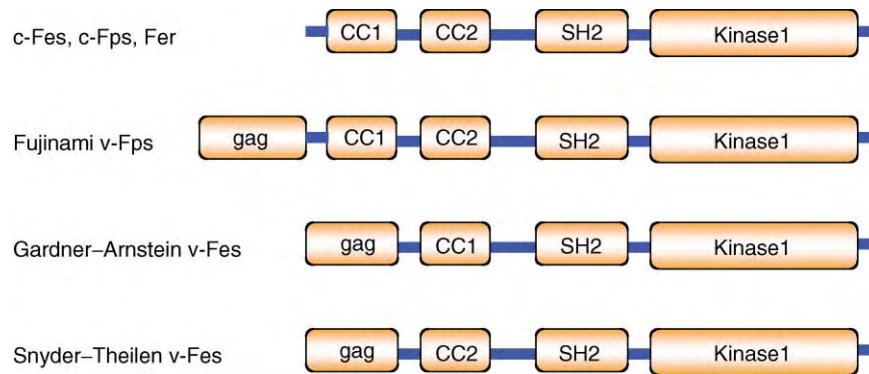 c-Fes, c-Fps, Fer CC1 CC2 SH2 Kinase1
Fujinami v-Fps gag CC1 CC2 SH2 Kinase1
Gardner–Arnstein v-Fes gag CC1 SH2 Kinase1
Snyder–Theilen v-Fes gag CC2 SH2 Kinase1